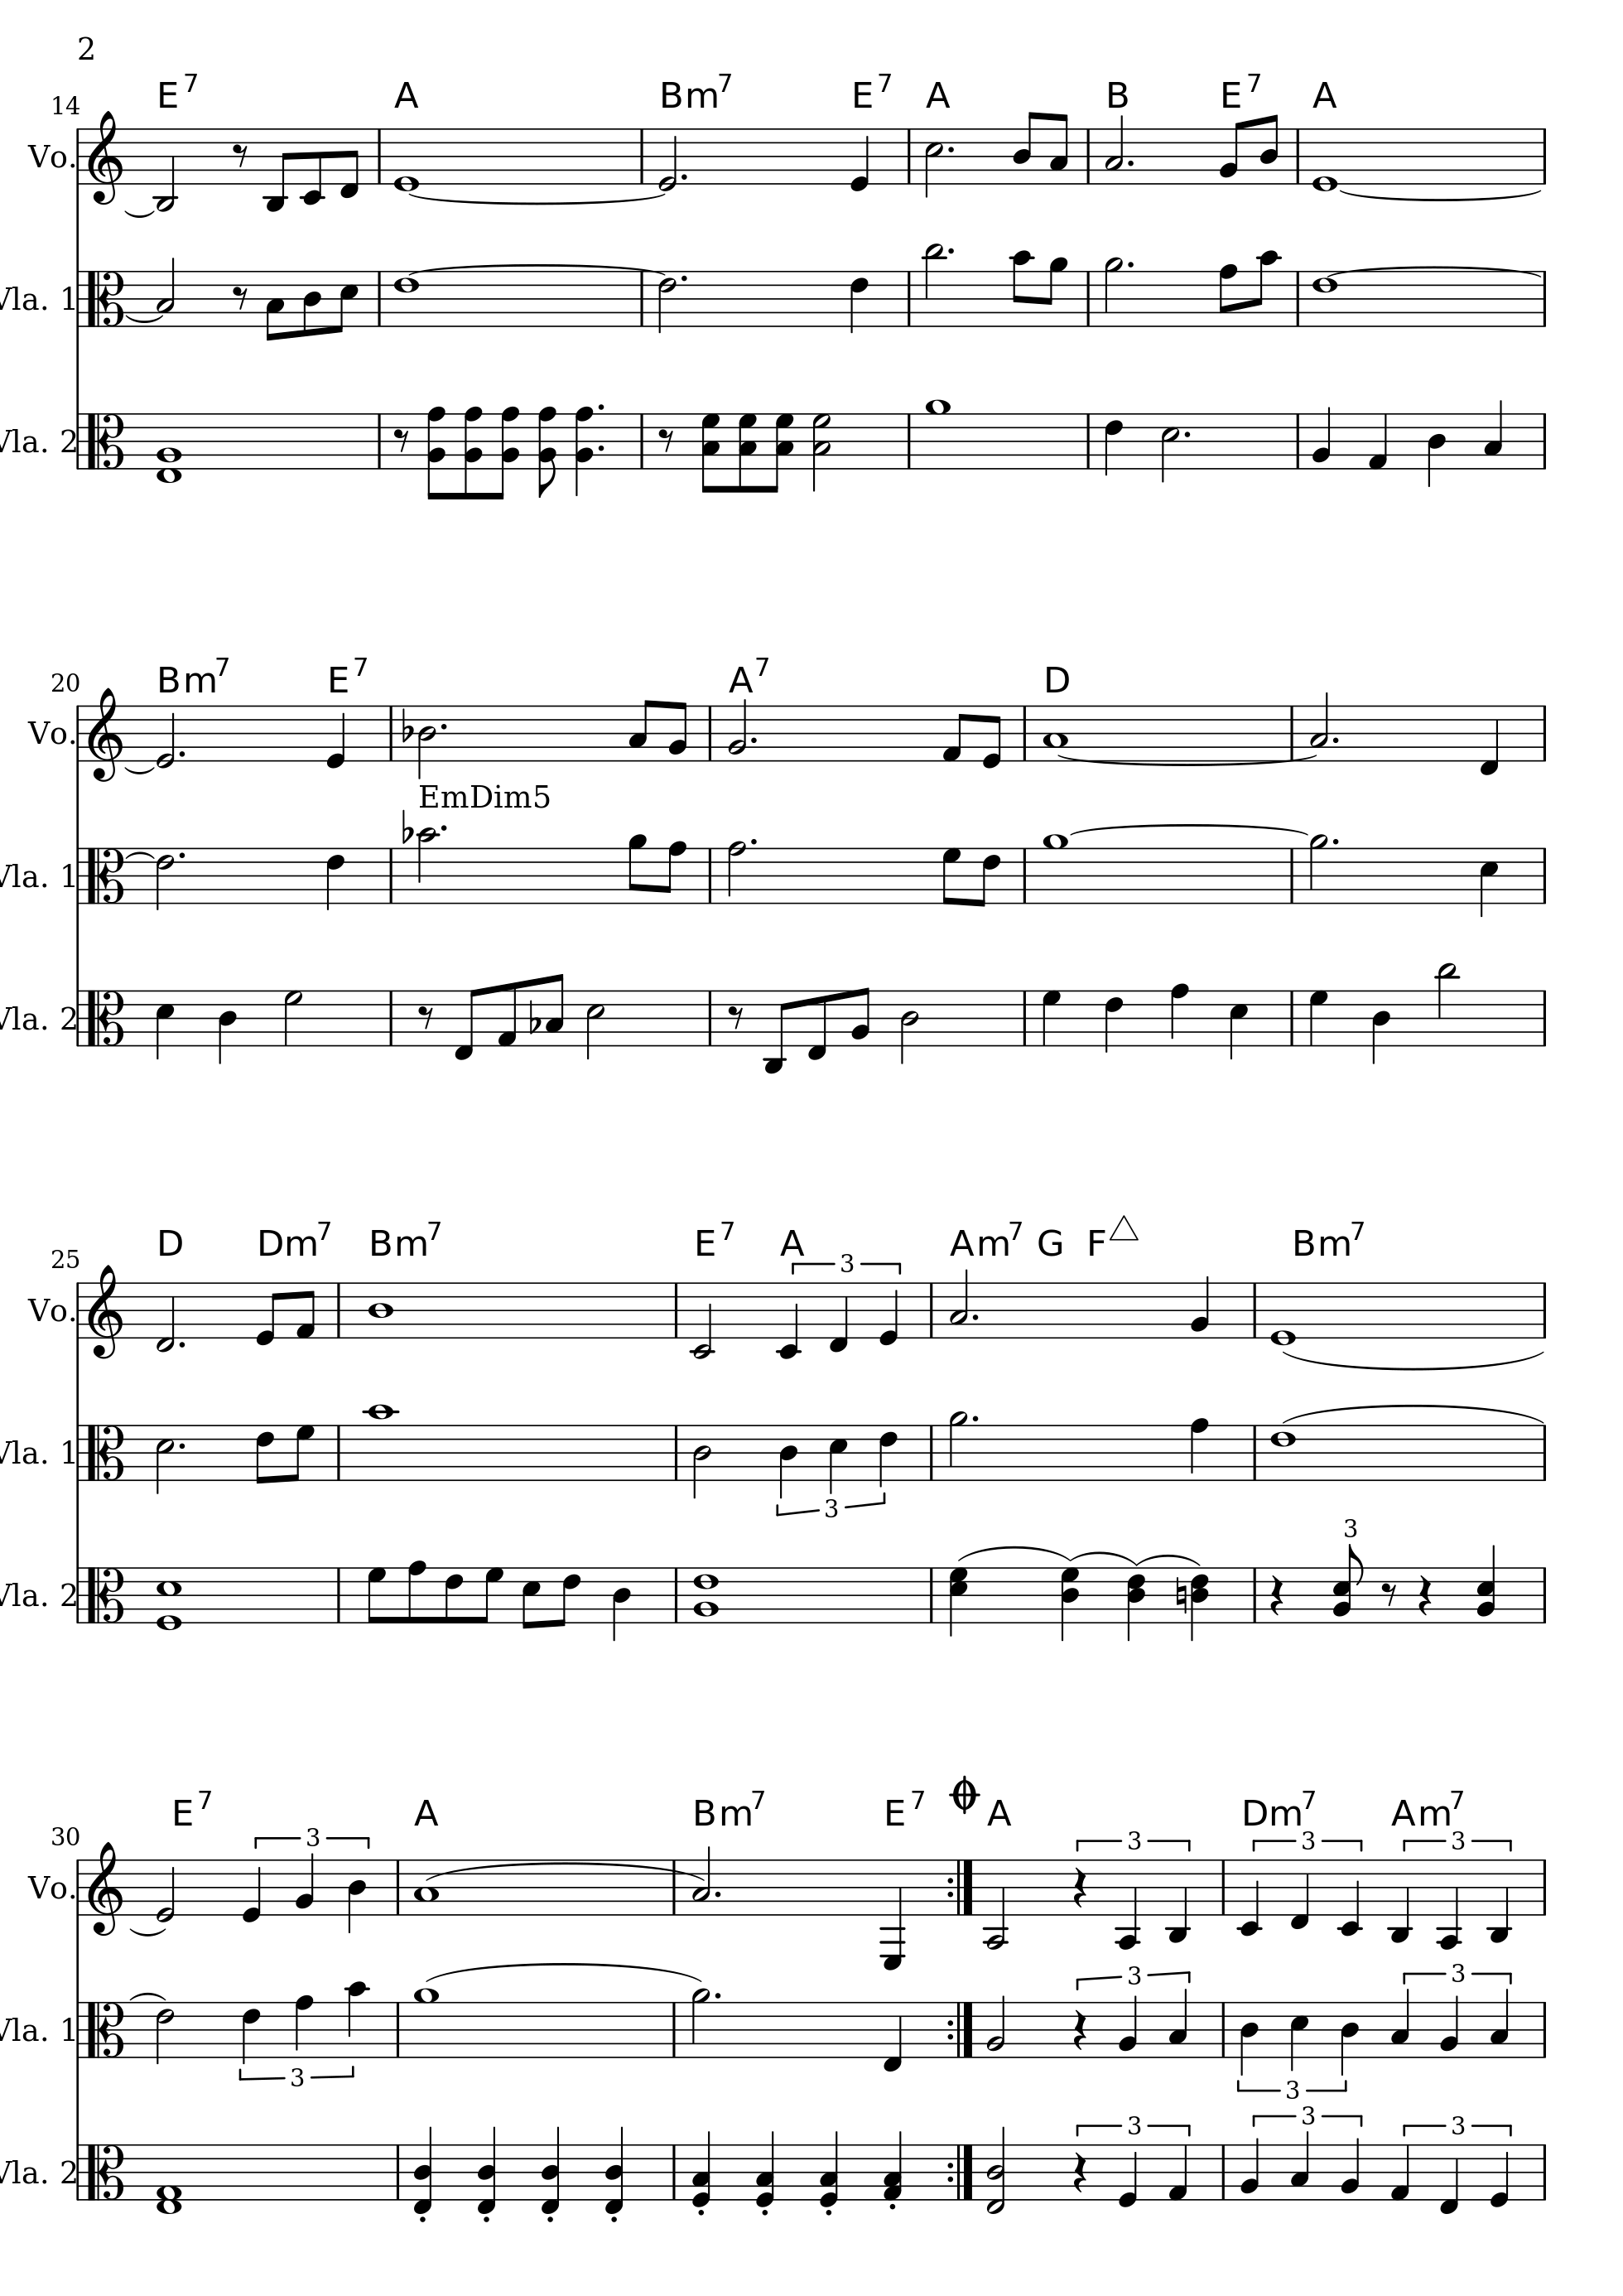 2
E7 A Bm7 E7 A B E7 A
14
Vo.
Vla. 1
Vla. 2
Bm7 E7 A7 D
20
Vo.
EmDim5
Vla. 1
Vla. 2
D Dm7 Bm7 E7 A Am7 G F△ Bm7
25
3
Vo.
Vla. 1
3
3
Vla. 2
E7 A Bm7 E7 A Dm7 Am7
30
3 3 3 3
Vo.
3 3
Vla. 1
3 3
3 3 3
Vla. 2